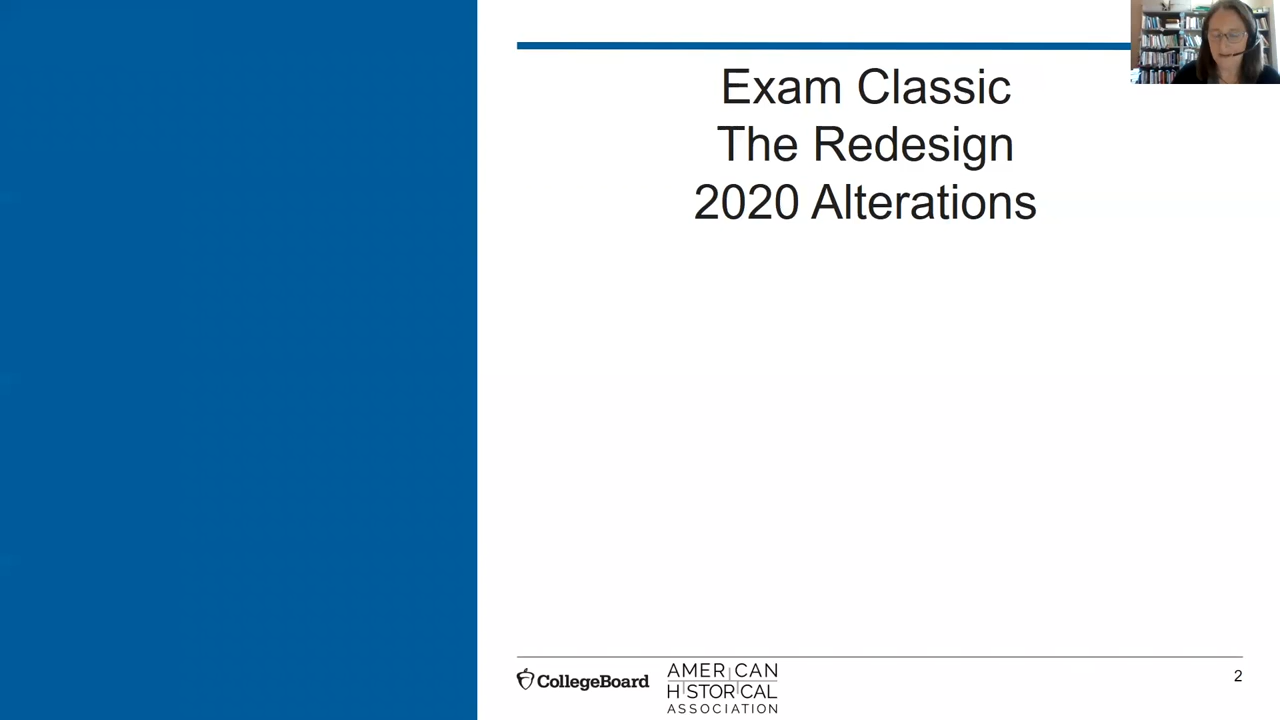 Exam Classic
The Redesign
2020 Alterations
CollegeBoard
AMERICAN
HISTORICAL
ASSOCIATION
2